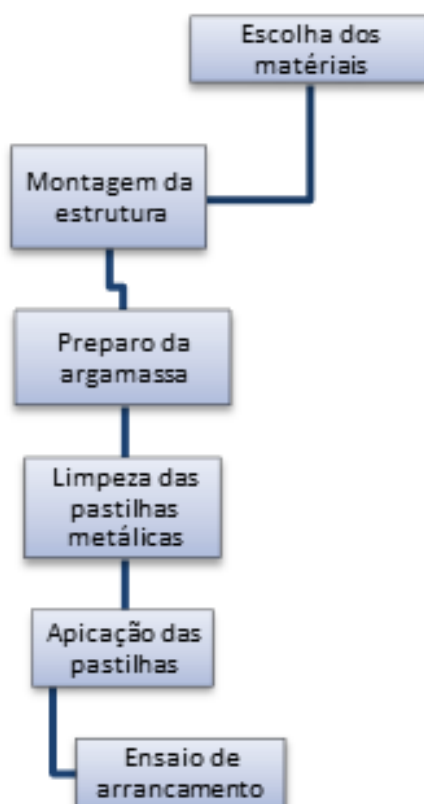 Escolha dos
matériais
Montagem da
estrutura
Preparo da
argamassa
Limpeza das
pastilhas
metálicas
Apicação das
pastilhas
Ensaio de
arrancamento